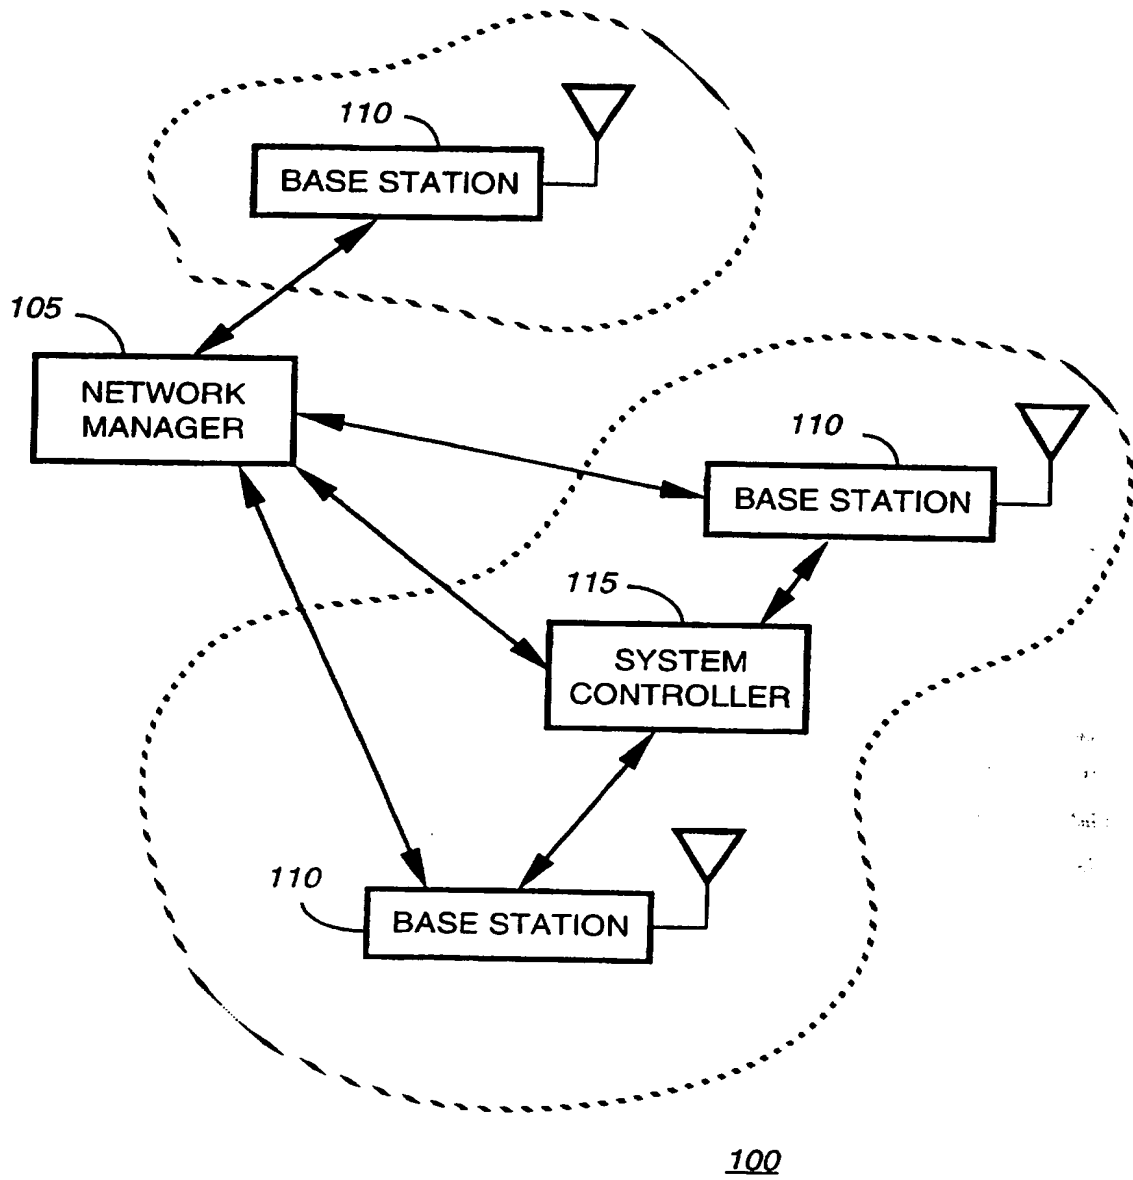 110
BASE STATION
105
NETWORK
MANAGER
110
BASE STATION
115
SYSTEM
CONTROLLER
110
BASE STATION
100